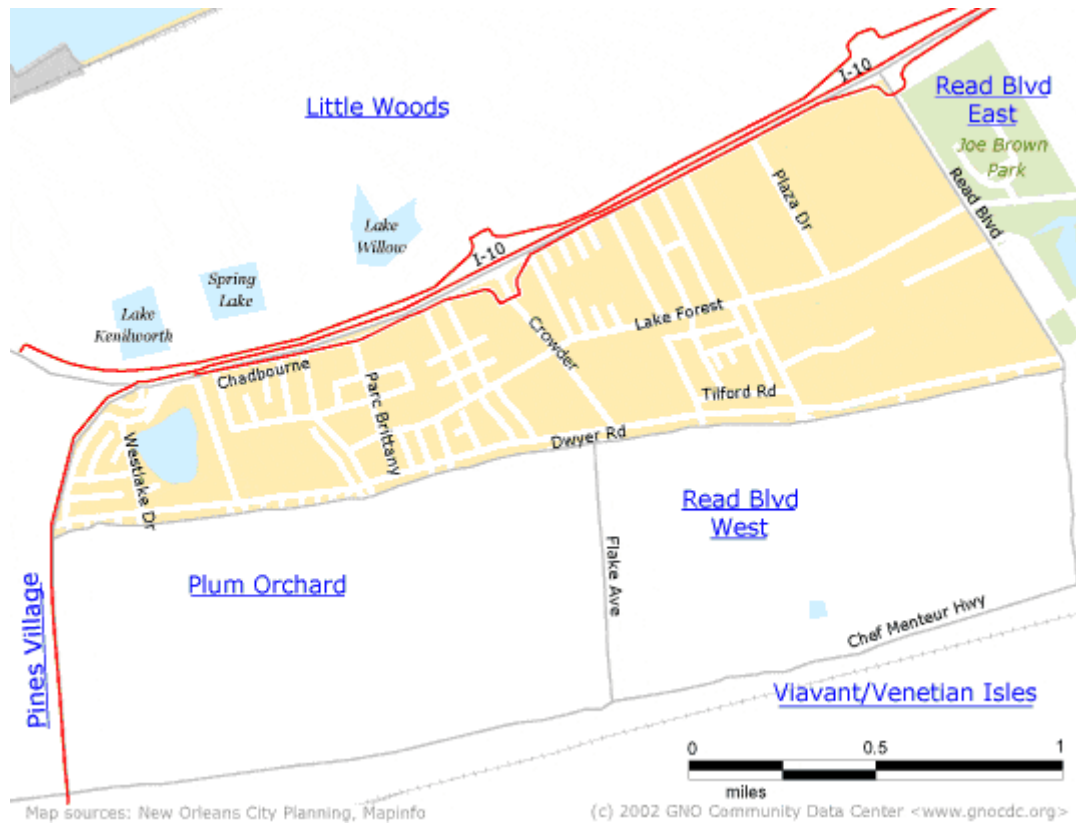 I-10
Little Woods
Read Blvd
East
Joe Brown
Park
Plaza Dr
Read Blvd
Lake
Willow
I-10
Spring
Lake
Lake
Kenilworth
Lake Forest
Crowder
Chadbourne
Parc Brittany
Tilford Rd
Dwyer Rd
Westlake Dr
Read Blvd
West
Flake Ave
Plum Orchard
Pines Village
Chef Menteur Hwy
Viavant/Venetian Isles
0 0.5 1
miles
Map sources: New Orleans City Planning, Mapinfo
(c) 2002 GNO Community Data Center <www.gnocdc.org>